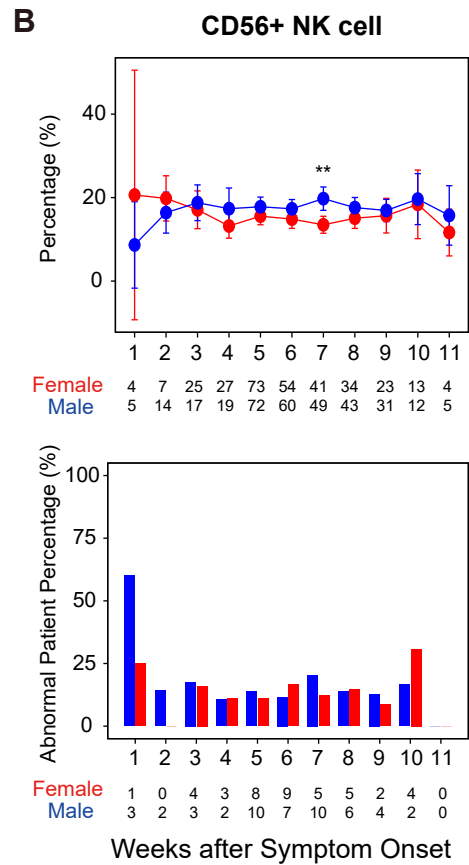 B
CD56+ NK cell
Percentage (%)
40
20
0
**
1 2 3 4 5 6 7 8 9 10 11
Female 4 7 25 27 73 54 41 34 23 13 4
Male 5 14 17 19 72 60 49 43 31 12 5
Abnormal Patient Percentage (%)
100
75
50
25
0
1 2 3 4 5 6 7 8 9 10 11
Female 1 0 4 3 8 9 5 5 2 4 0
Male 3 2 3 2 10 7 10 6 4 2 0
Weeks after Symptom Onset